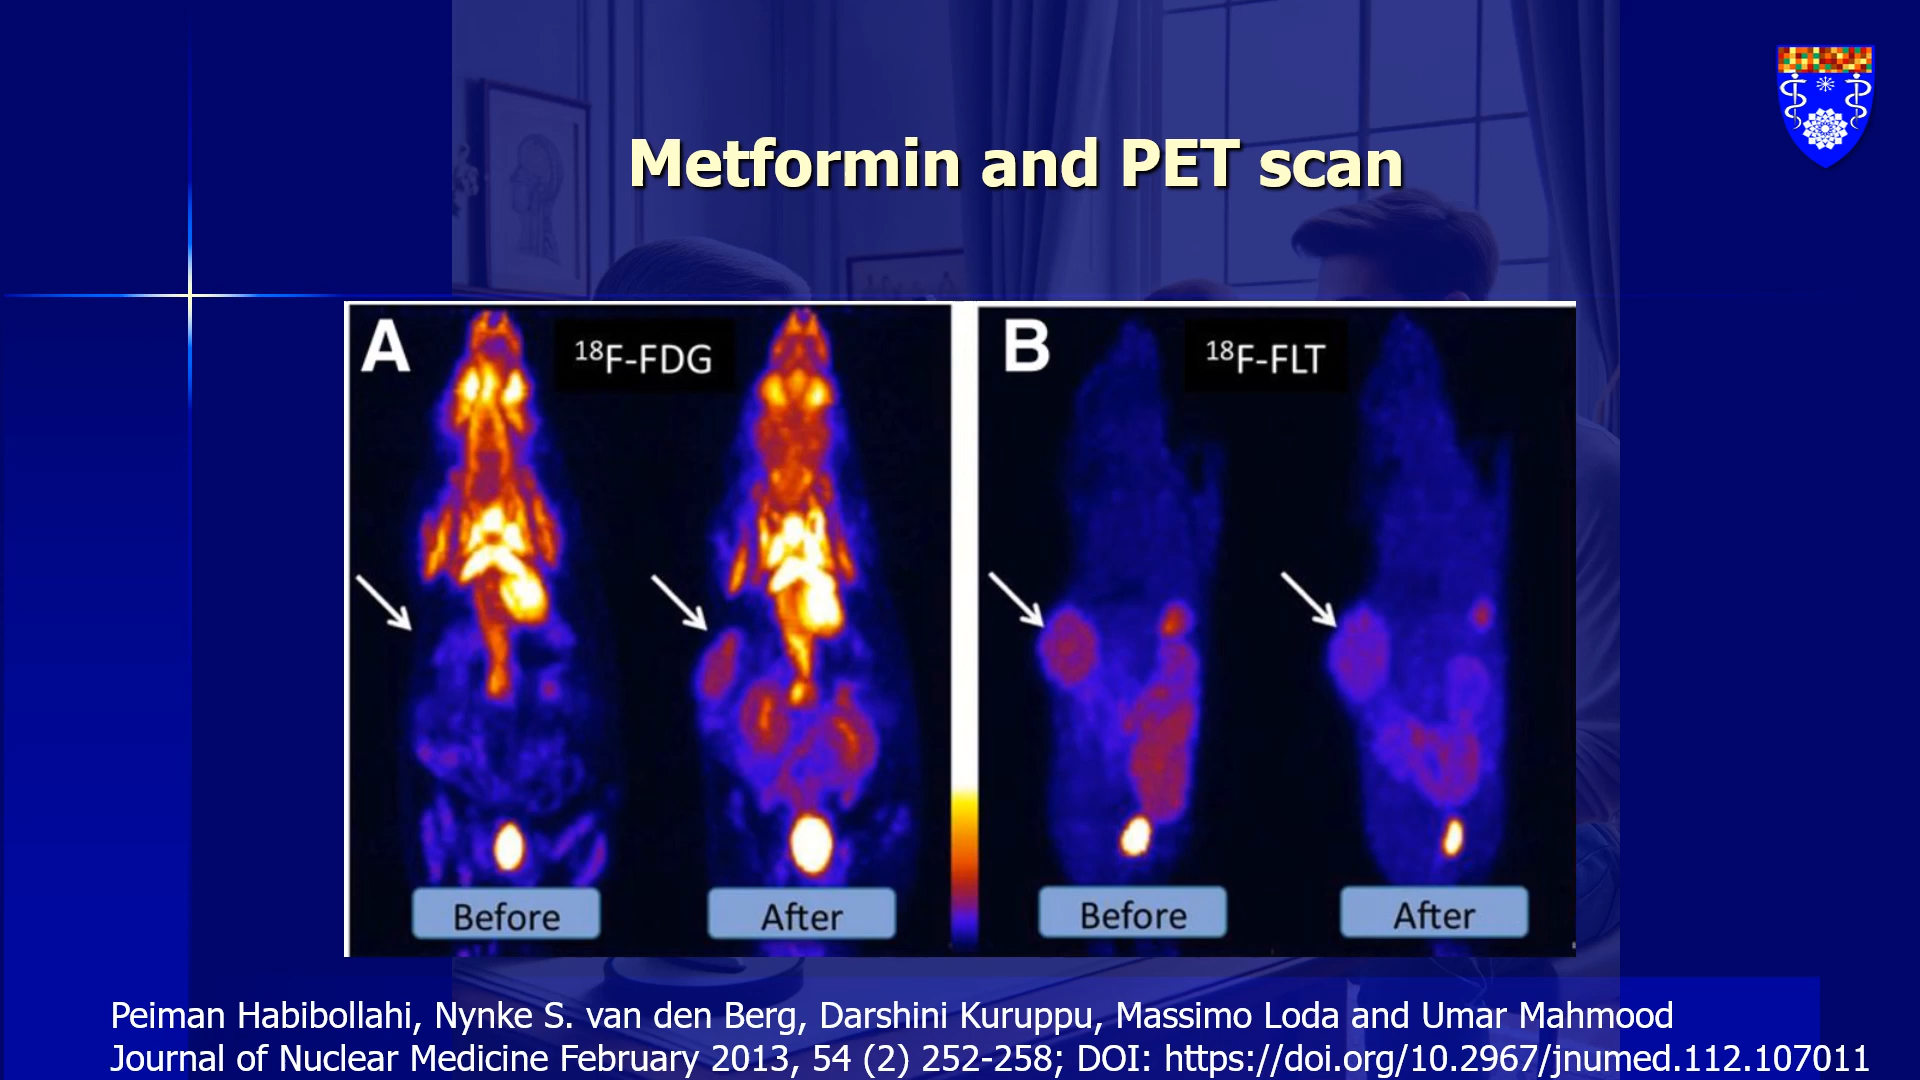 Metformin and PET scan
A
¹⁸F-FDG
B
¹⁸F-FLT
Before
After
Before
After
Peiman Habibollahi, Nynke S. van den Berg, Darshini Kuruppu, Massimo Loda and Umar Mahmood
Journal of Nuclear Medicine February 2013, 54 (2) 252-258; DOI: https://doi.org/10.2967/jnumed.112.107011